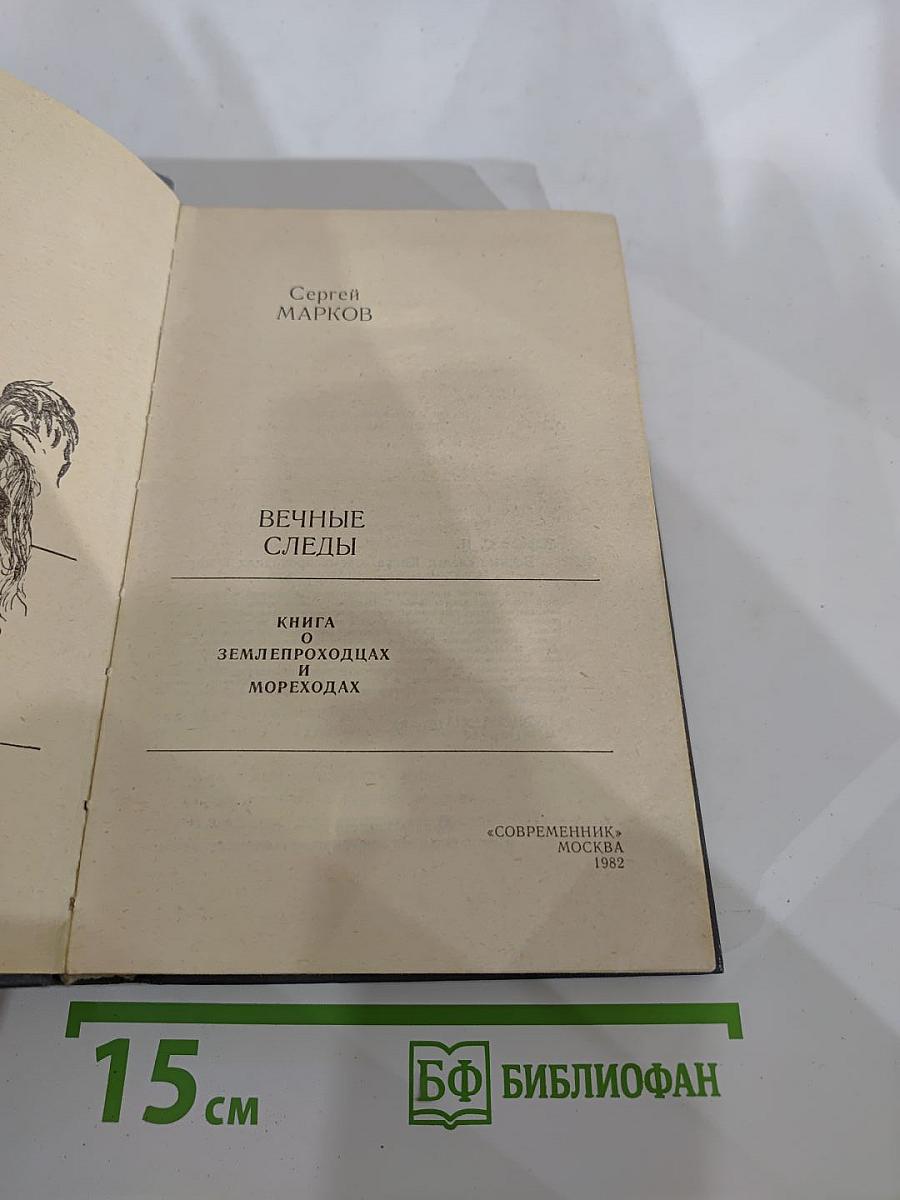 Сергей
МАРКОВ
ВЕЧНЫЕ
СЛЕДЫ
КНИГА
О
ЗЕМЛЕПРОХОДЦАХ
И
МОРЕХОДАХ
«СОВРЕМЕННИК»
МОСКВА
1982
15 см
БФ БИБЛИОФАН